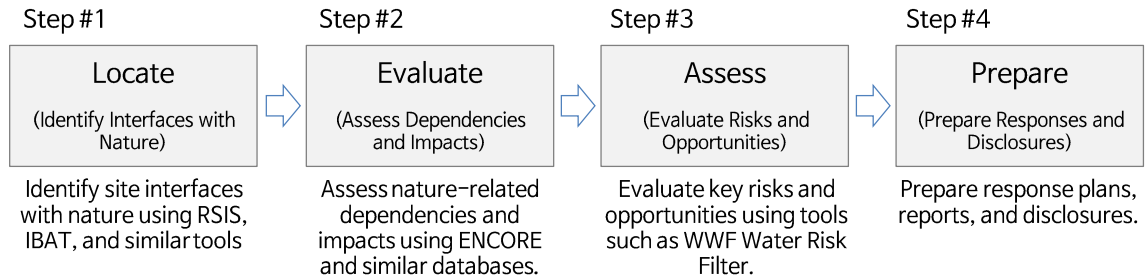 Step #1
Locate
(Identify Interfaces with
Nature)
Identify site interfaces
with nature using RSIS,
IBAT, and similar tools
Step #2
Evaluate
(Assess Dependencies
and Impacts)
Assess nature-related
dependencies and
impacts using ENCORE
and similar databases.
Step #3
Assess
(Evaluate Risks and
Opportunities)
Evaluate key risks and
opportunities using tools
such as WWF Water Risk
Filter.
Step #4
Prepare
(Prepare Responses and
Disclosures)
Prepare response plans,
reports, and disclosures.